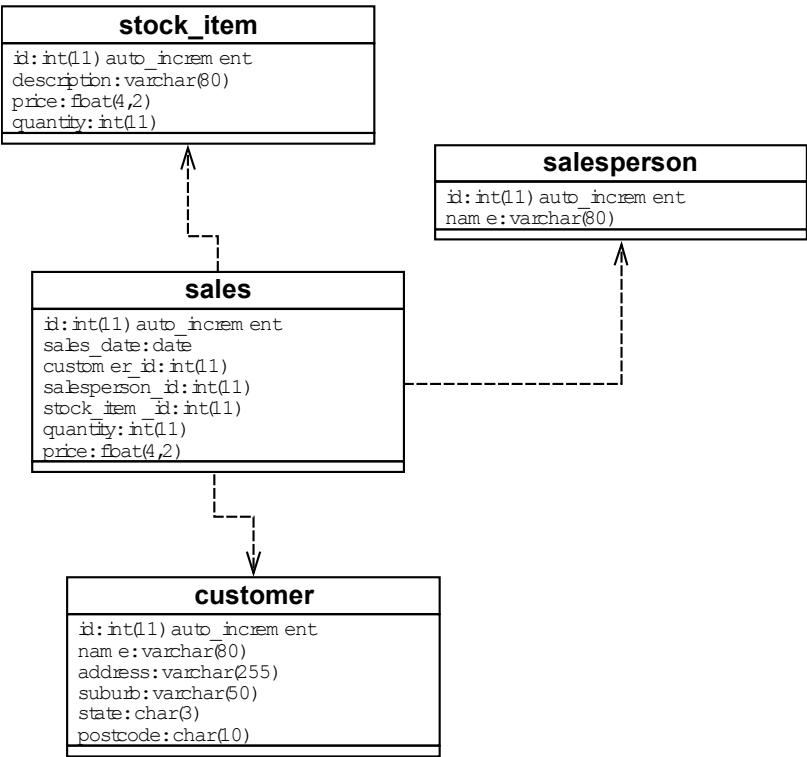 stock_item
id:int(11) auto_increment
description:varchar(80)
price:float(4,2)
quantity:int(11)
salesperson
id:int(11) auto_increment
name:varchar(80)
sales
id:int(11) auto_increment
sales_date:date
customer_id:int(11)
salesperson_id:int(11)
stock_item_id:int(11)
quantity:int(11)
price:float(4,2)
customer
id:int(11) auto_increment
name:varchar(80)
address:varchar(255)
suburb:varchar(50)
state:char(3)
postcode:char(10)